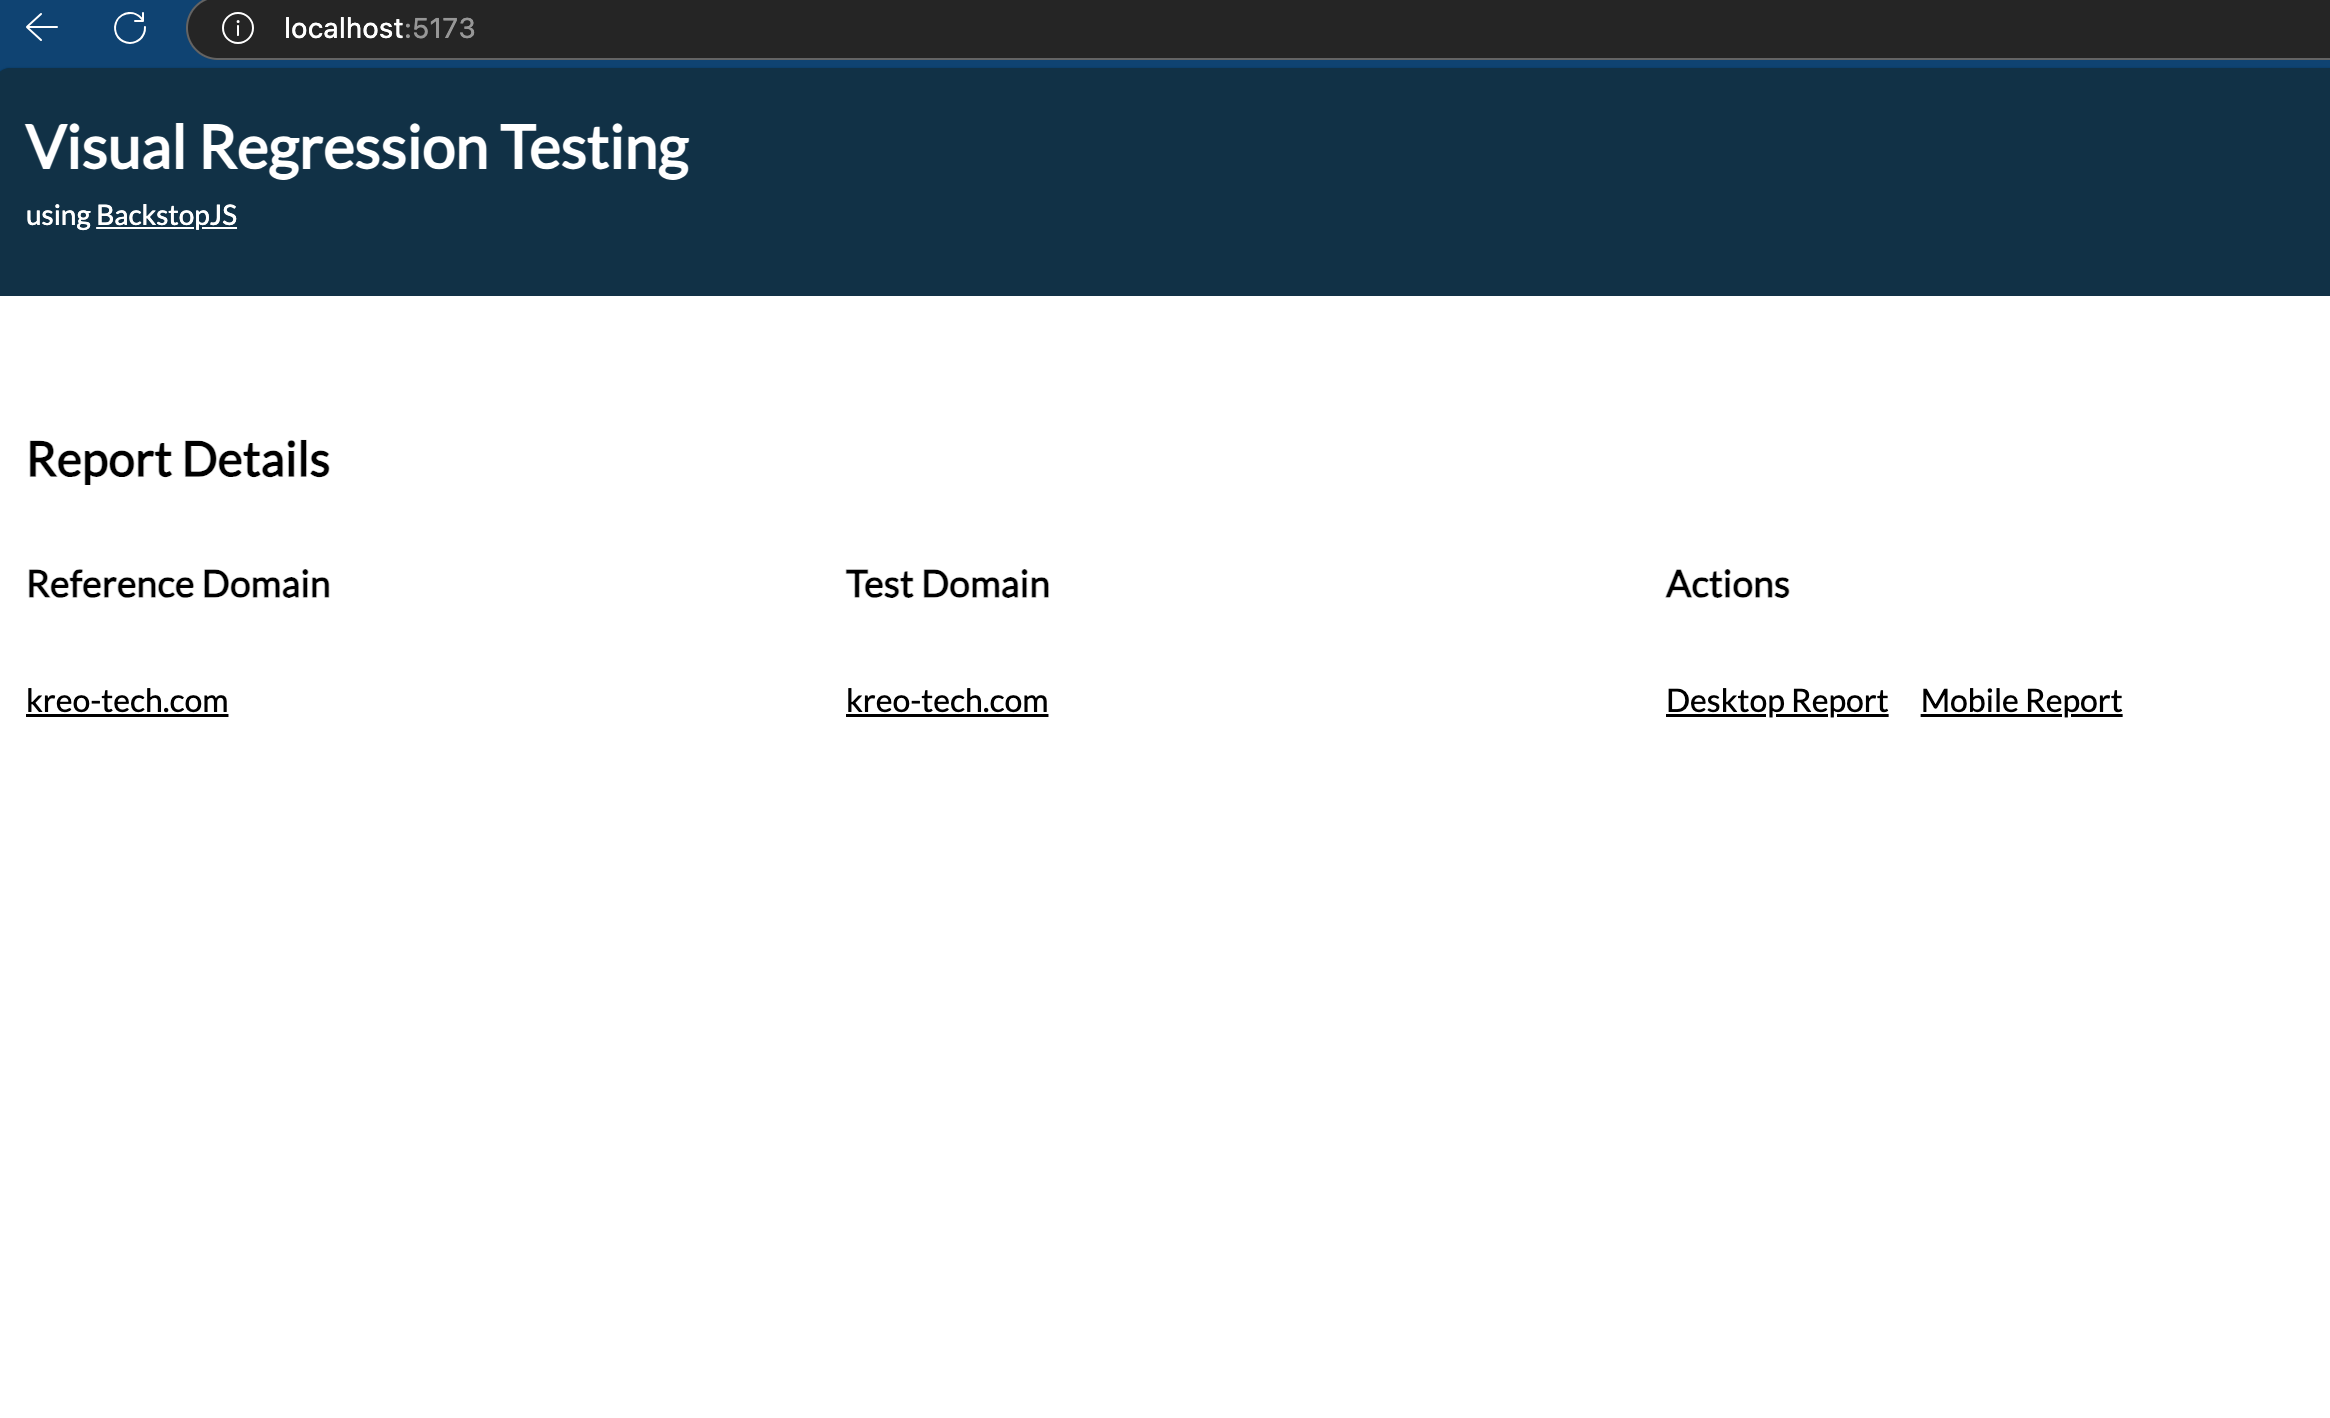 localhost:5173
Visual Regression Testing
using BackstopJS
Report Details
Reference Domain Test Domain Actions
kreo-tech.com kreo-tech.com Desktop Report Mobile Report